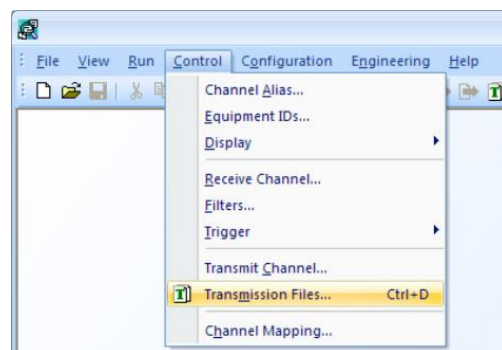 File View Run Control Configuration Engineering Help
Channel Alias...
Equipment IDs...
Display
Receive Channel...
Filters...
Trigger
Transmit Channel...
Transmission Files... Ctrl+D
Channel Mapping...